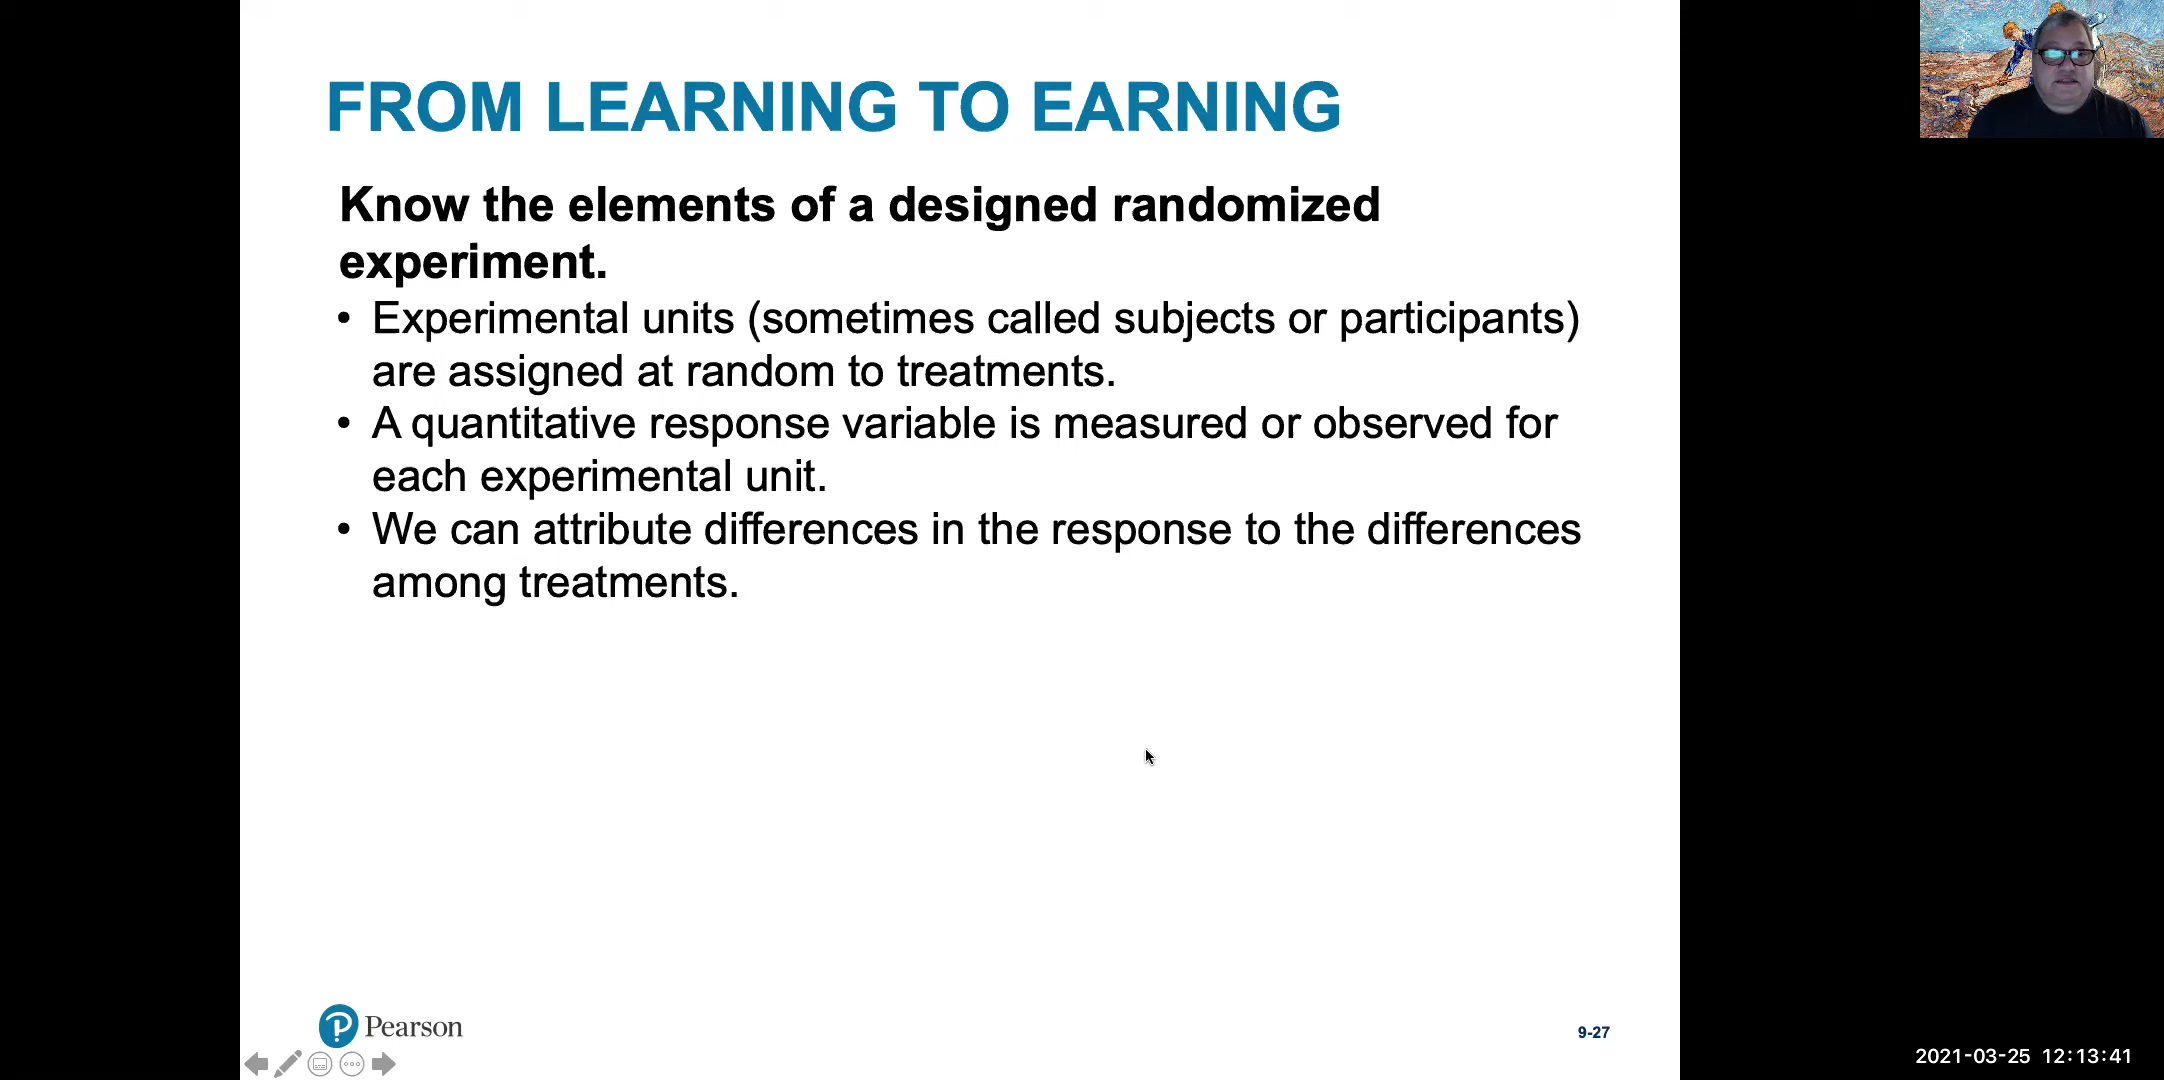 FROM LEARNING TO EARNING
Know the elements of a designed randomized
experiment.
• Experimental units (sometimes called subjects or participants)
are assigned at random to treatments.
• A quantitative response variable is measured or observed for
each experimental unit.
• We can attribute differences in the response to the differences
among treatments.
Pearson
9-27
2021-03-25 12:13:41